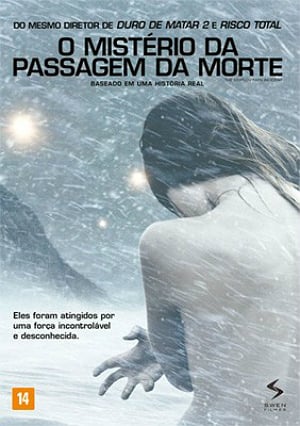 DO MESMO DIRETOR DE DURO DE MATAR 2 E RISCO TOTAL
O MISTÉRIO DA
PASSAGEM DA MORTE
BASEADO EM UMA HISTÓRIA REAL
Eles foram atingidos por
uma força incontrolável
e desconhecida.
14
SWEN
FILMES